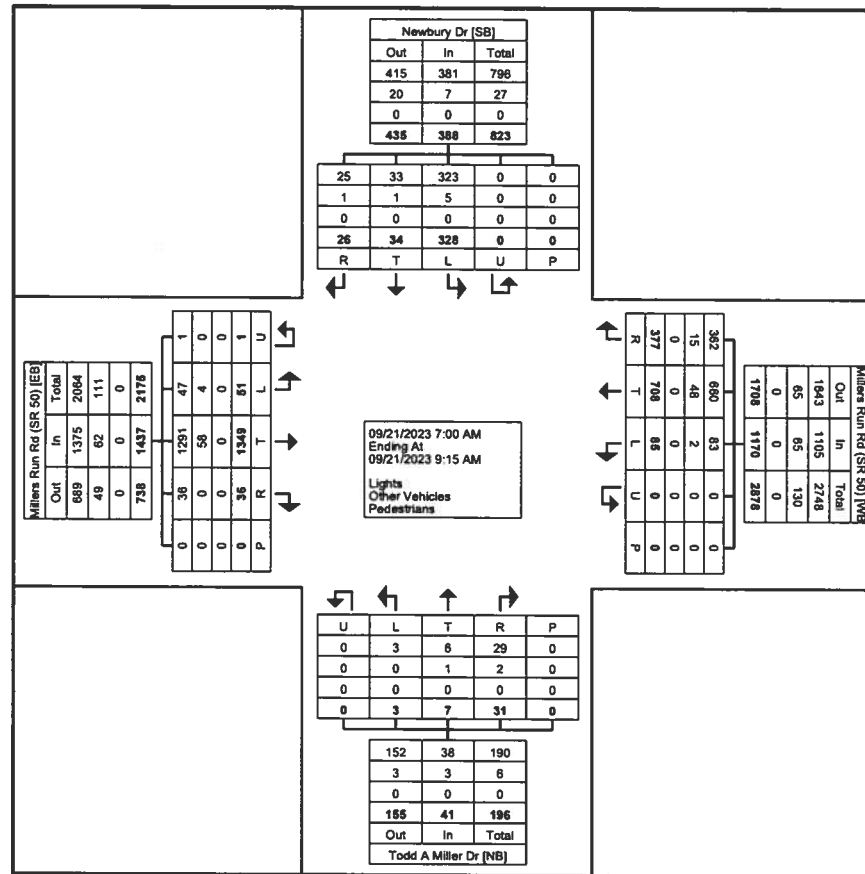 Newbury Dr [SB]
Out In Total
415 381 796
20 7 27
0 0 0
435 388 823
25 33 323 0 0
1 1 5 0 0
0 0 0 0 0
26 34 328 0 0
R T L U P
Millers Run Rd (SR 50) [EB]
Out In Total
689 1375 2064
49 62 111
0 0 0
738 1437 2175
0 36 1291 47 1
0 0 58 4 0
0 0 0 0 0
0 36 1349 51 1
P R T L U
09/21/2023 7:00 AM
Ending At
09/21/2023 9:15 AM
Lights
Other Vehicles
Pedestrians
Millers Run Rd (SR 50) [WB]
Out In Total
1643 1105 2748
65 65 130
0 0 0
1708 1170 2878
362 660 83 0 0
15 48 2 0 0
0 0 0 0 0
377 708 85 0 0
R T L U P
U L T R P
0 3 6 29 0
0 0 1 2 0
0 0 0 0 0
0 3 7 31 0
152 38 190
3 3 6
0 0 0
155 41 196
Out In Total
Todd A Miller Dr [NB]